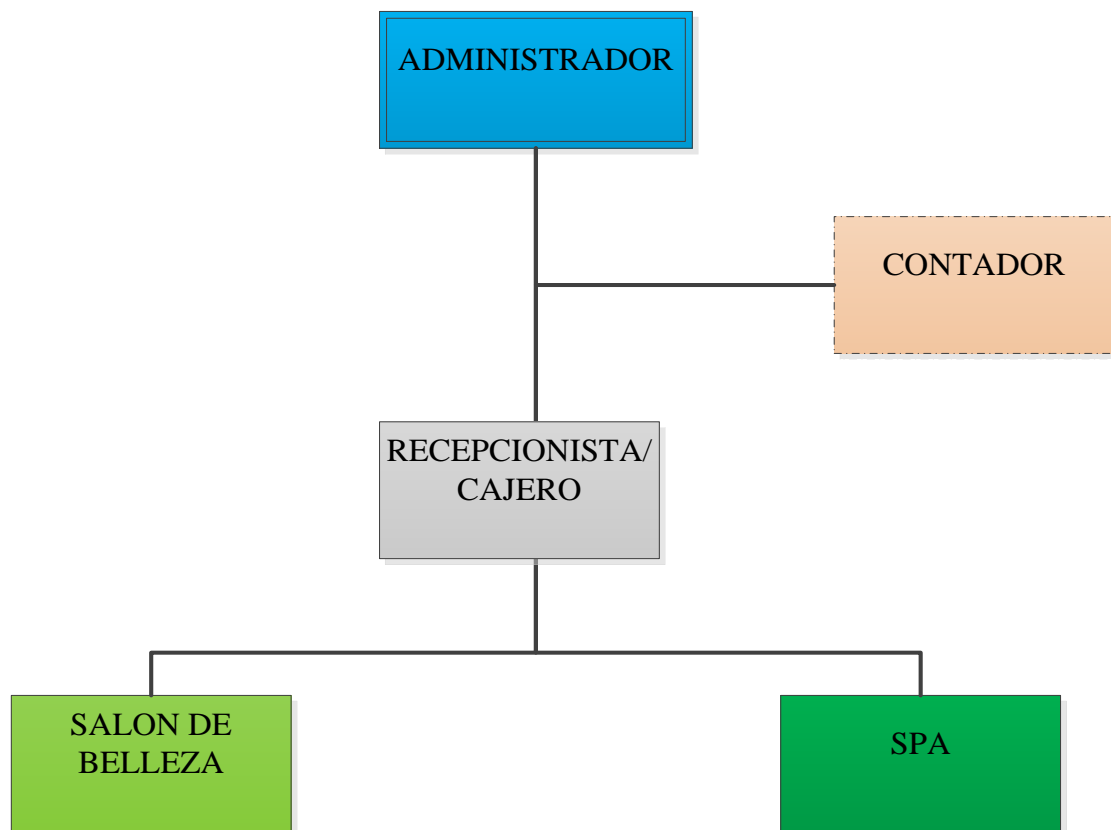 ADMINISTRADOR
CONTADOR
RECEPCIONISTA/
CAJERO
SALON DE
BELLEZA
SPA